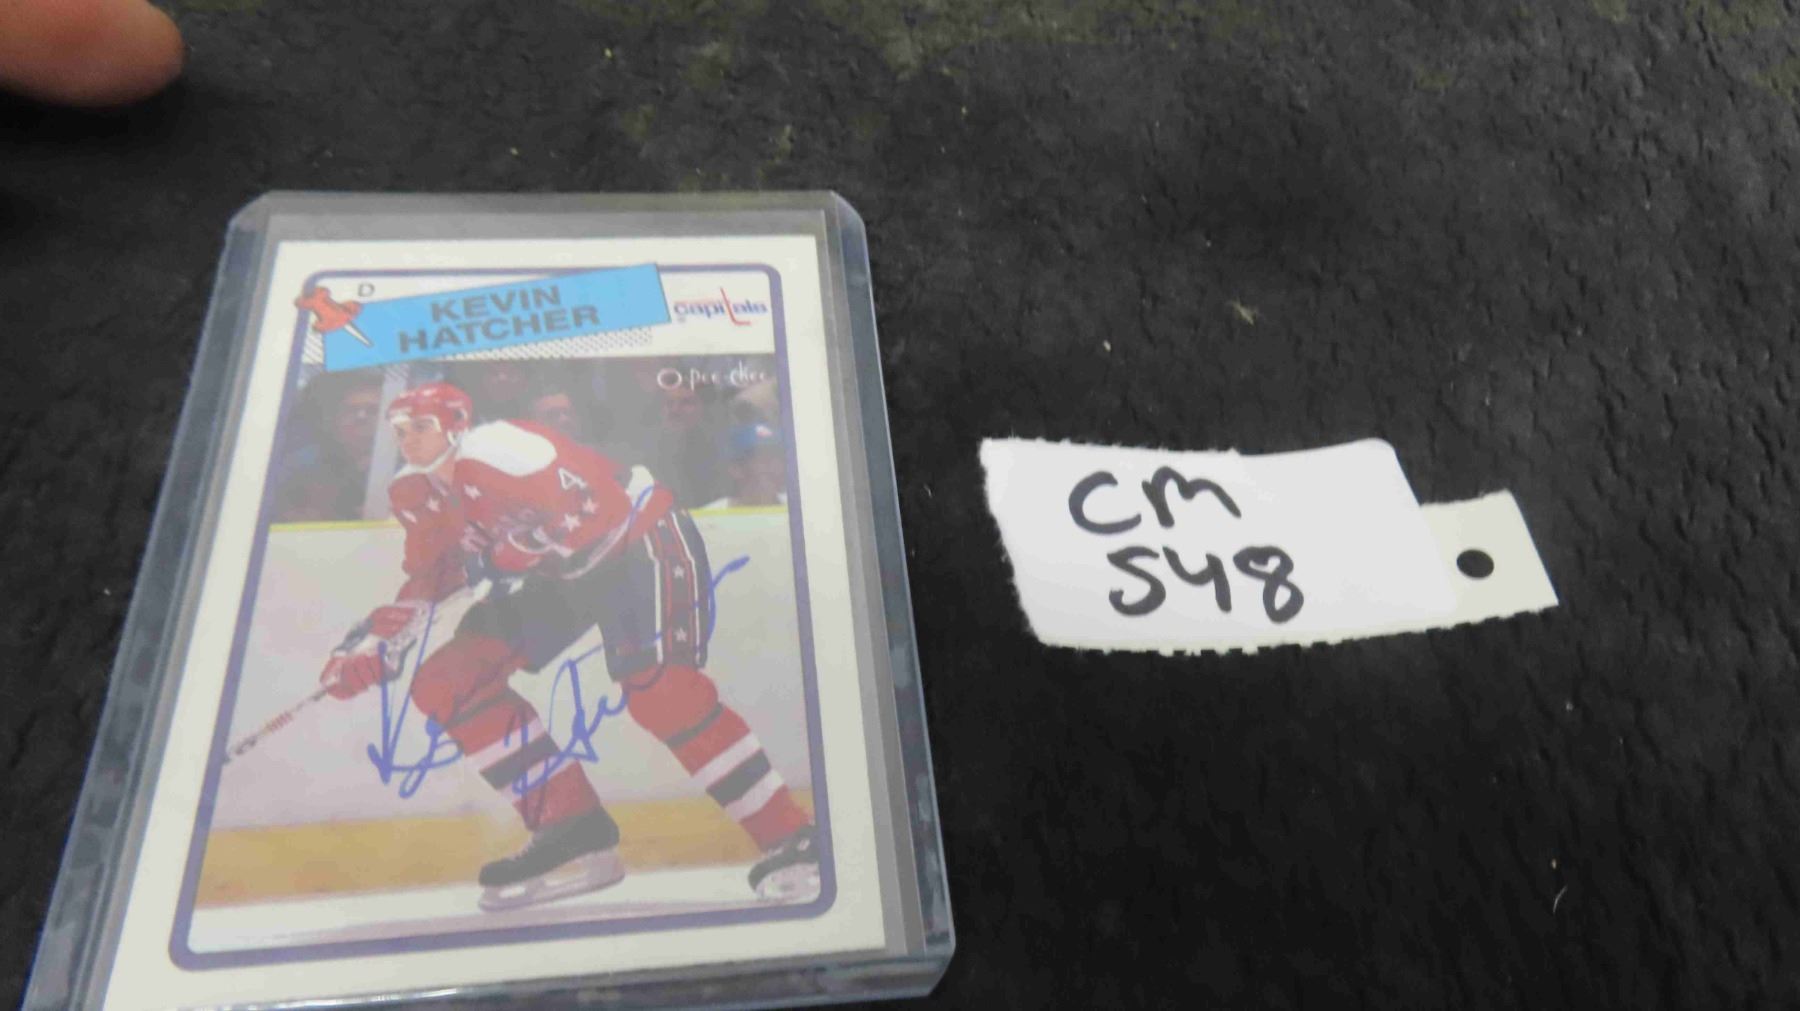 D
KEVIN
HATCHER
capitals
O-Pee-Chee
4
CM
548